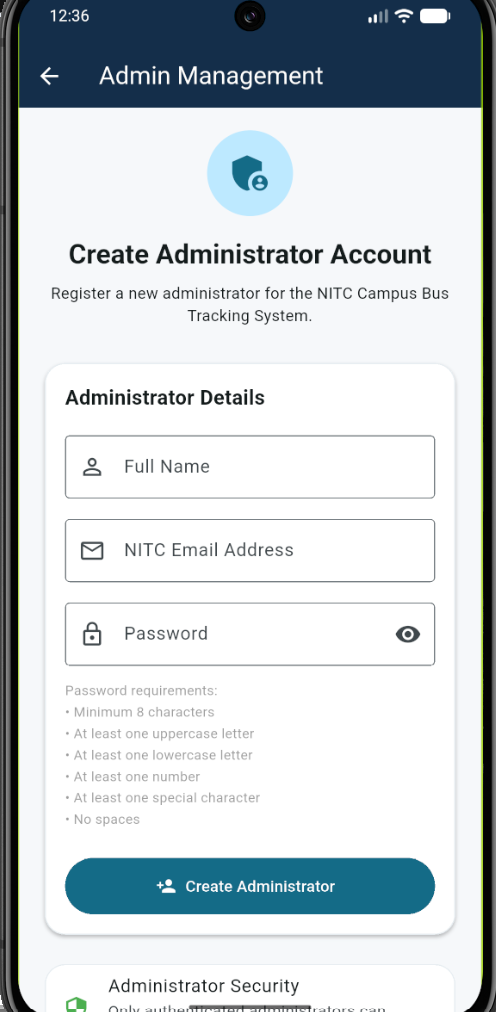 12:36
Admin Management
Create Administrator Account
Register a new administrator for the NITC Campus Bus
Tracking System.
Administrator Details
Full Name
NITC Email Address
Password
Password requirements:
• Minimum 8 characters
• At least one uppercase letter
• At least one lowercase letter
• At least one number
• At least one special character
• No spaces
Create Administrator
Administrator Security
Only authenticated administrators can